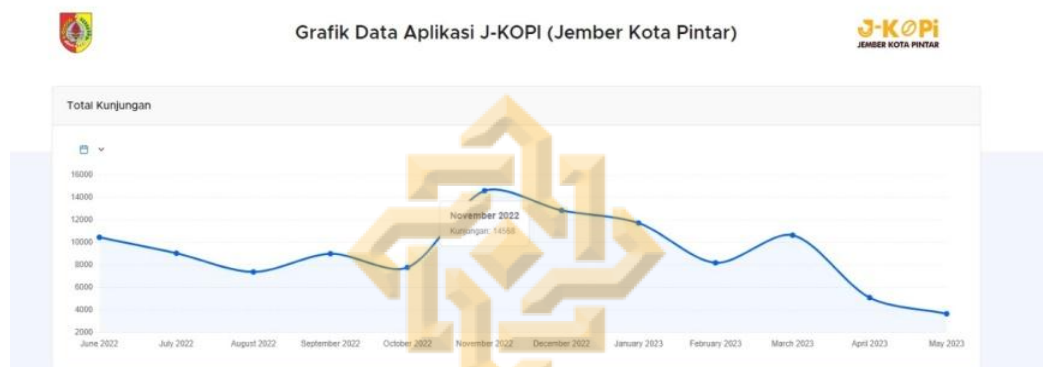 Grafik Data Aplikasi J-KOPI (Jember Kota Pintar)
J-KOPi
JEMBER KOTA PINTAR
Total Kunjungan
16000
14000
12000
10000
8000
6000
4000
2000
November 2022
Kunjungan: 14566
June 2022 July 2022 August 2022 September 2022 October 2022 November 2022 December 2022 January 2023 February 2023 March 2023 April 2023 May 2023